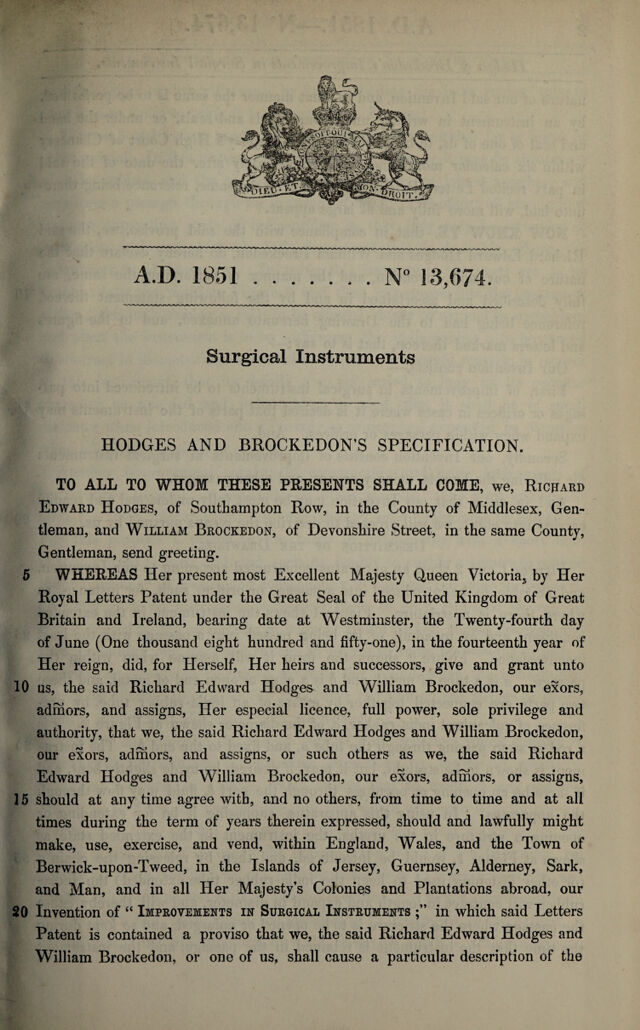 DIEU · ET · MON · DROIT .
A.D. 1851 . . . . . . . Nº 13,674.
Surgical Instruments
HODGES AND BROCKEDON'S SPECIFICATION.
TO ALL TO WHOM THESE PRESENTS SHALL COME, we, RICHARD
EDWARD HODGES, of Southampton Row, in the County of Middlesex, Gen-
tleman, and WILLIAM BROCKEDON, of Devonshire Street, in the same County,
Gentleman, send greeting.
5 WHEREAS Her present most Excellent Majesty Queen Victoria, by Her
Royal Letters Patent under the Great Seal of the United Kingdom of Great
Britain and Ireland, bearing date at Westminster, the Twenty-fourth day
of June (One thousand eight hundred and fifty-one), in the fourteenth year of
Her reign, did, for Herself, Her heirs and successors, give and grant unto
10 us, the said Richard Edward Hodges and William Brockedon, our exors,
admors, and assigns, Her especial licence, full power, sole privilege and
authority, that we, the said Richard Edward Hodges and William Brockedon,
our exors, admors, and assigns, or such others as we, the said Richard
Edward Hodges and William Brockedon, our exors, admors, or assigns,
15 should at any time agree with, and no others, from time to time and at all
times during the term of years therein expressed, should and lawfully might
make, use, exercise, and vend, within England, Wales, and the Town of
Berwick-upon-Tweed, in the Islands of Jersey, Guernsey, Alderney, Sark,
and Man, and in all Her Majesty's Colonies and Plantations abroad, our
20 Invention of " IMPROVEMENTS IN SURGICAL INSTRUMENTS ;" in which said Letters
Patent is contained a proviso that we, the said Richard Edward Hodges and
William Brockedon, or one of us, shall cause a particular description of the